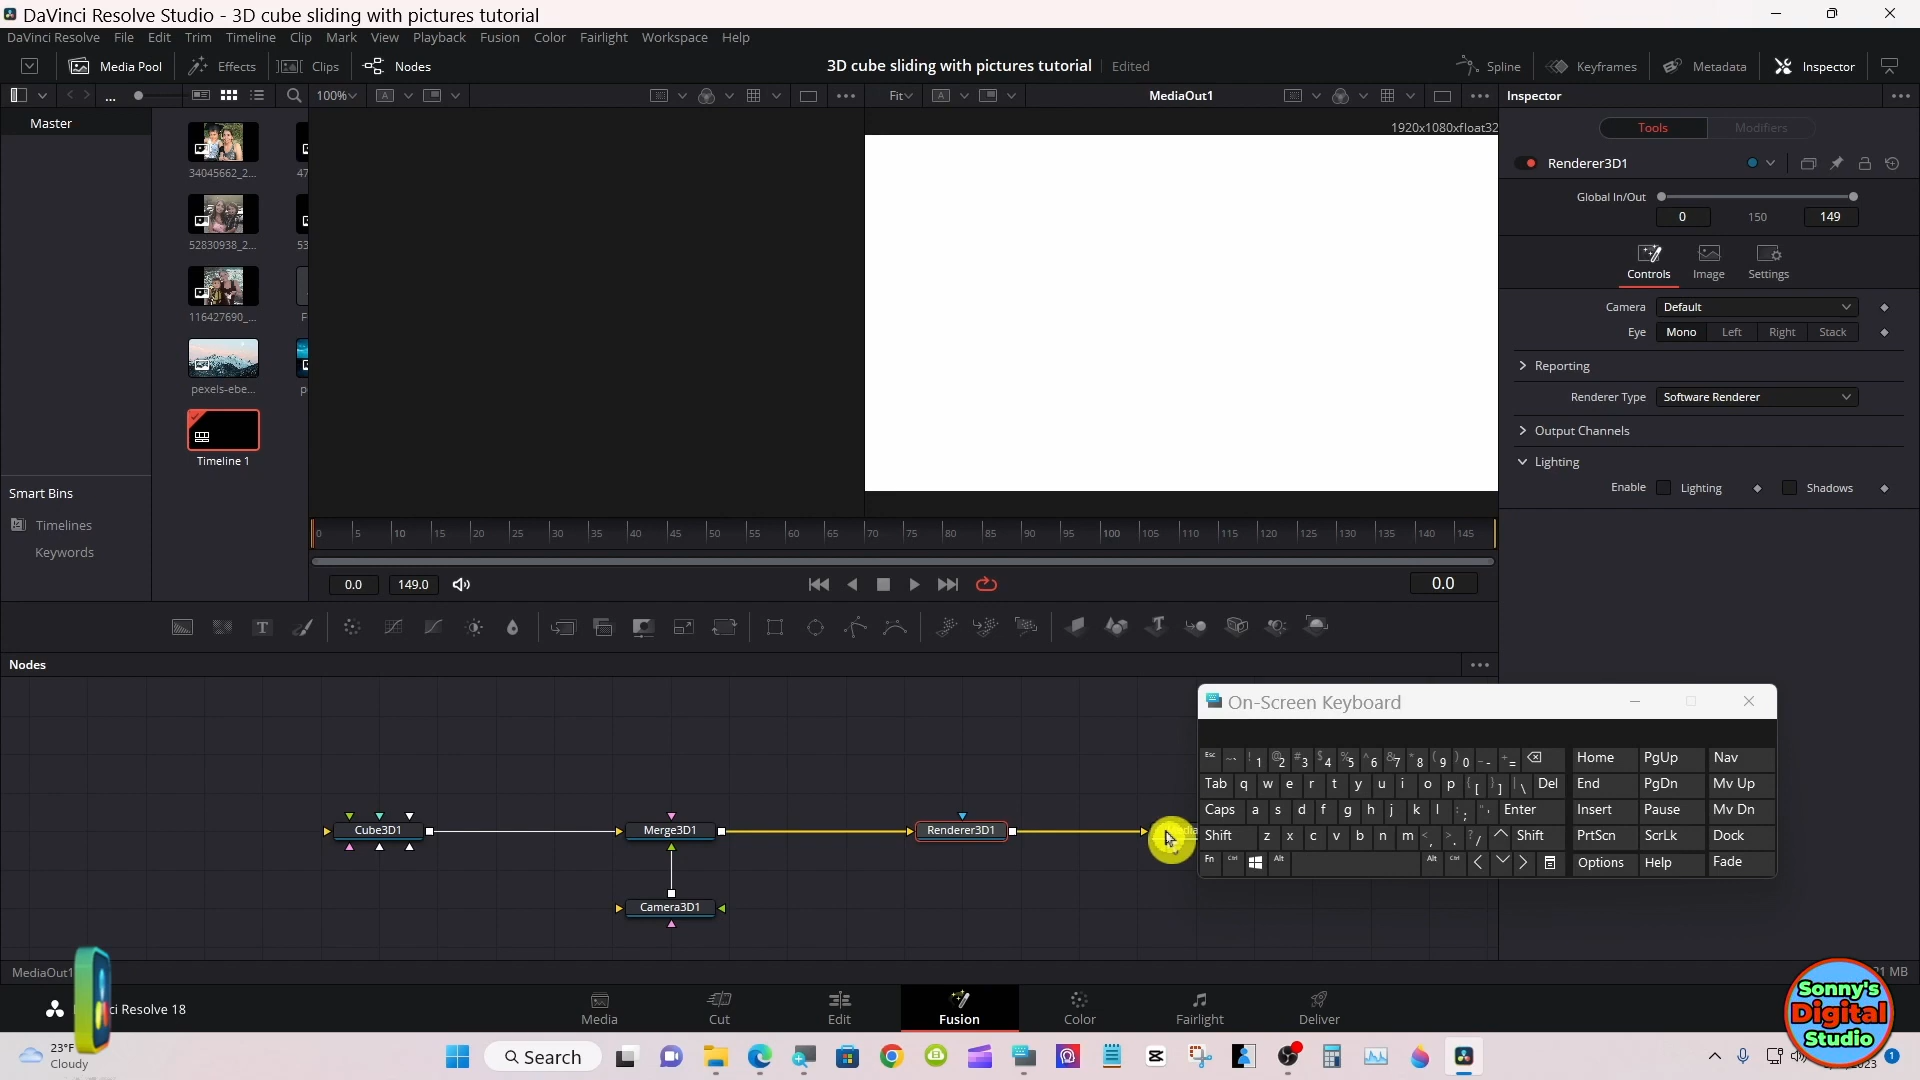 DaVinci Resolve Studio - 3D cube sliding with pictures tutorial
DaVinci Resolve File Edit Trim Timeline Clip Mark View Playback Fusion Color Fairlight Workspace Help
Media Pool Effects Clips Nodes
3D cube sliding with pictures tutorial Edited
Spline Keyframes Metadata Inspector
... 100% A Fit A MediaOut1 Inspector
Master
1920x1080xfloat32
Tools Modifiers
34045662_2... 47
Renderer3D1
Global In/Out
0 150 149
52830938_2... 53
Controls Image Settings
116427690_... F
Camera Default
Eye Mono Left Right Stack
pexels-ebe... p
Reporting
Renderer Type Software Renderer
Output Channels
Timeline 1
Lighting
Enable Lighting Shadows
Smart Bins
Timelines
Keywords
0 5 10 15 20 25 30 35 40 45 50 55 60 65 70 75 80 85 90 95 100 105 110 115 120 125 130 135 140 145
0.0 149.0 0.0
T T
Nodes
On-Screen Keyboard
Esc ~ ` ! 1 @ 2 # 3 $ 4 % 5 ^ 6 & 7 * 8 ( 9 ) 0 _ - + = Home PgUp Nav
Tab q w e r t y u i o p { [ } ] | \ Del End PgDn Mv Up
Caps a s d f g h j k l : ; " ' Enter Insert Pause Mv Dn
Shift z x c v b n m < , > . ? / Shift PrtScn ScrLk Dock
Fn Ctrl Alt Alt Ctrl Options Help Fade
Cube3D1 Merge3D1 Renderer3D1
Camera3D1
MediaOut1
MB
ci Resolve 18
Media Cut Edit Fusion Color Fairlight Deliver
Sonny's
Digital
Studio
23°F
Cloudy
Search
2023
1